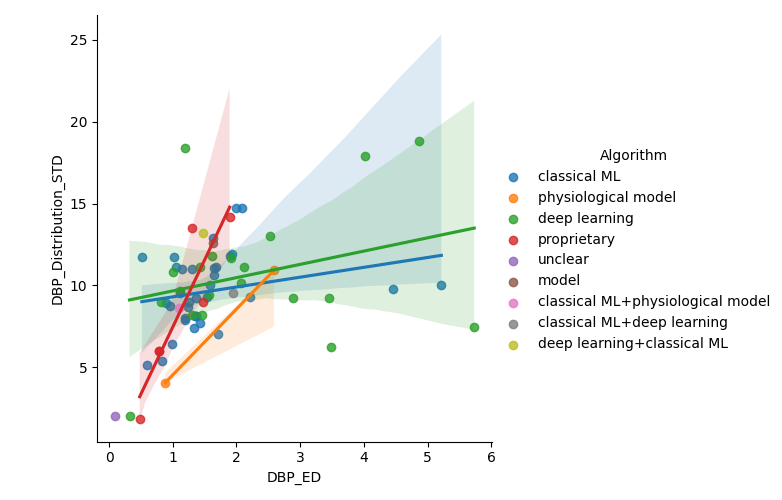 25
20
15
10
5
DBP_Distribution_STD
0 1 2 3 4 5 6
DBP_ED
Algorithm
classical ML
physiological model
deep learning
proprietary
unclear
model
classical ML+physiological model
classical ML+deep learning
deep learning+classical ML